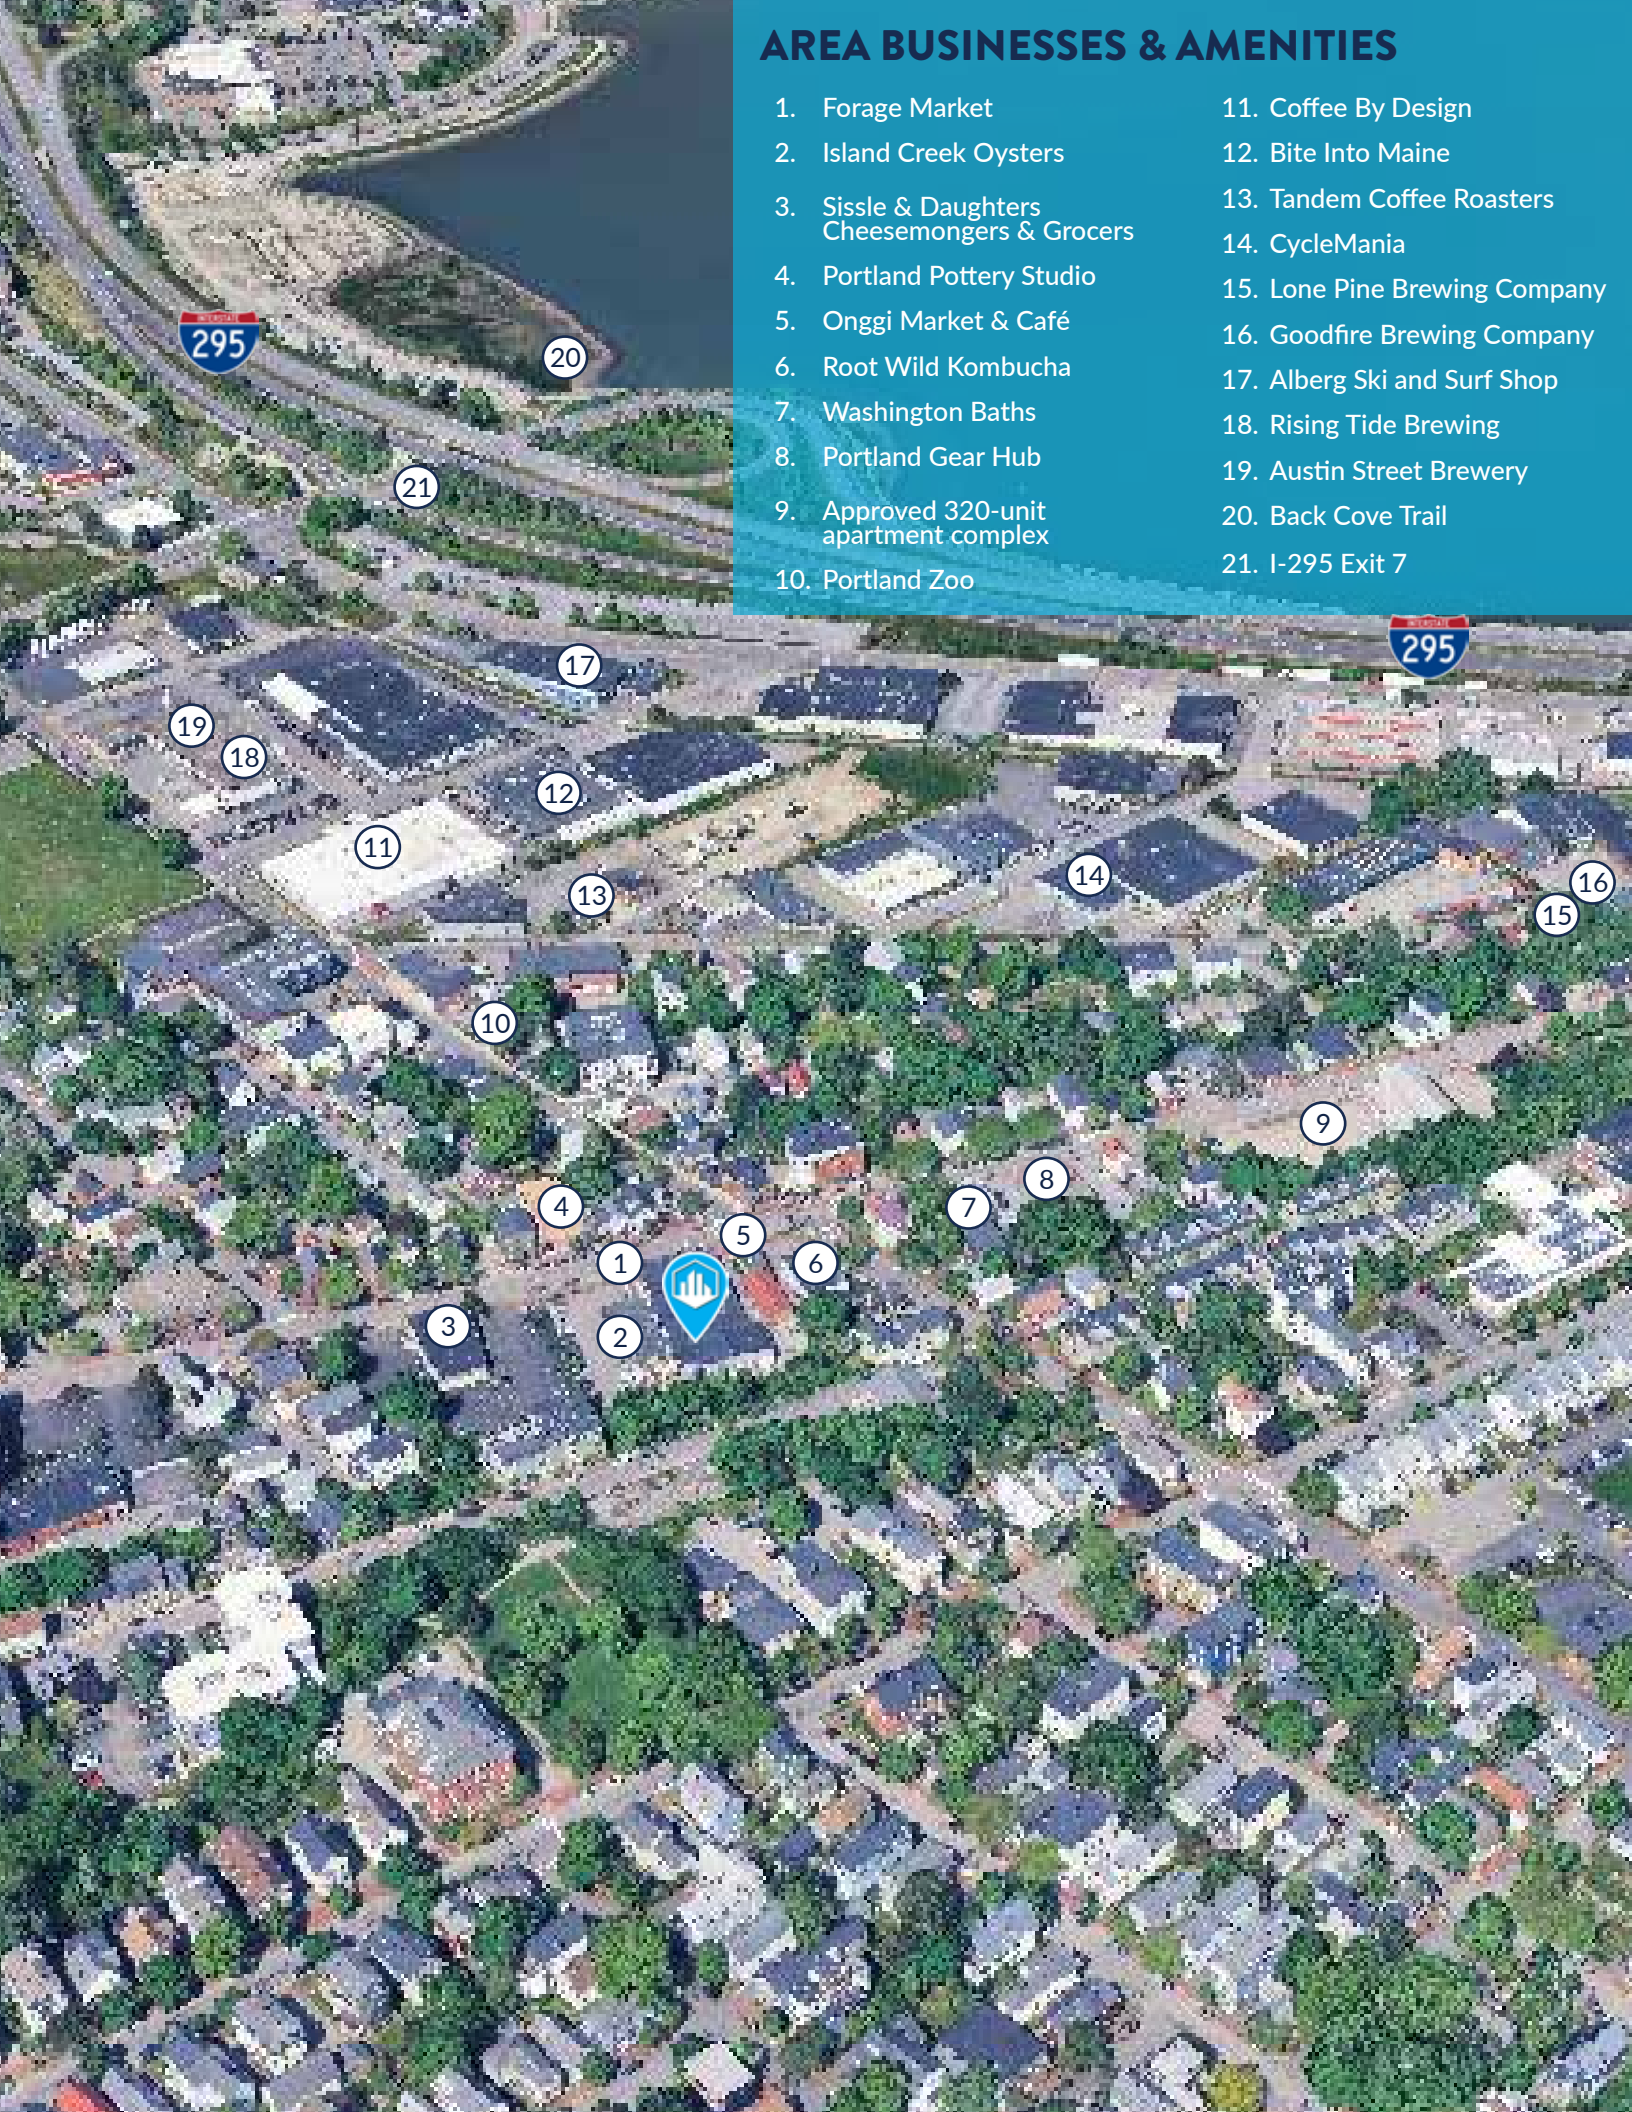 AREA BUSINESSES & AMENITIES
1. Forage Market
2. Island Creek Oysters
3. Sissle & Daughters
Cheesemongers & Grocers
4. Portland Pottery Studio
5. Onggi Market & Café
6. Root Wild Kombucha
7. Washington Baths
8. Portland Gear Hub
9. Approved 320-unit
apartment complex
10. Portland Zoo
11. Coffee By Design
12. Bite Into Maine
13. Tandem Coffee Roasters
14. CycleMania
15. Lone Pine Brewing Company
16. Goodfire Brewing Company
17. Alberg Ski and Surf Shop
18. Rising Tide Brewing
19. Austin Street Brewery
20. Back Cove Trail
21. I-295 Exit 7
INTERSTATE
295
20
21
INTERSTATE
295
17
19
18
12
11
13
14
16
15
10
9
8
4
7
5
1
6
3
2